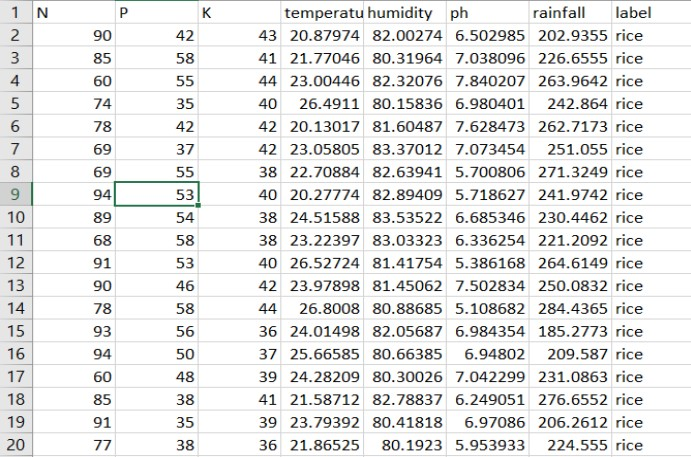 1 N P K temperatu humidity ph rainfall label
2 90 42 43 20.87974 82.00274 6.502985 202.9355 rice
3 85 58 41 21.77046 80.31964 7.038096 226.6555 rice
4 60 55 44 23.00446 82.32076 7.840207 263.9642 rice
5 74 35 40 26.4911 80.15836 6.980401 242.864 rice
6 78 42 42 20.13017 81.60487 7.628473 262.7173 rice
7 69 37 42 23.05805 83.37012 7.073454 251.055 rice
8 69 55 38 22.70884 82.63941 5.700806 271.3249 rice
9 94 53 40 20.27774 82.89409 5.718627 241.9742 rice
10 89 54 38 24.51588 83.53522 6.685346 230.4462 rice
11 68 58 38 23.22397 83.03323 6.336254 221.2092 rice
12 91 53 40 26.52724 81.41754 5.386168 264.6149 rice
13 90 46 42 23.97898 81.45062 7.502834 250.0832 rice
14 78 58 44 26.8008 80.88685 5.108682 284.4365 rice
15 93 56 36 24.01498 82.05687 6.984354 185.2773 rice
16 94 50 37 25.66585 80.66385 6.94802 209.587 rice
17 60 48 39 24.28209 80.30026 7.042299 231.0863 rice
18 85 38 41 21.58712 82.78837 6.249051 276.6552 rice
19 91 35 39 23.79392 80.41818 6.97086 206.2612 rice
20 77 38 36 21.86525 80.1923 5.953933 224.555 rice